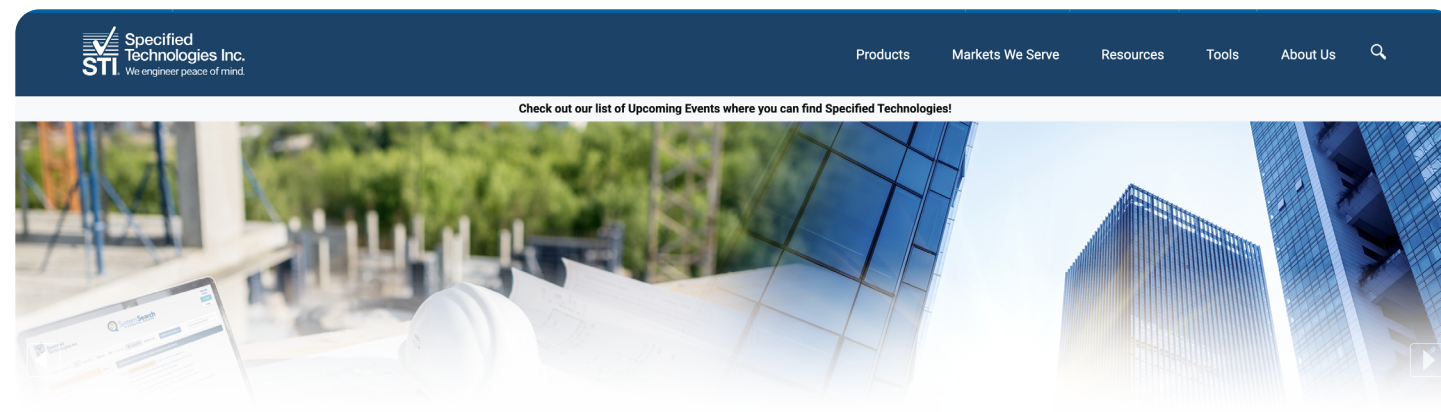 Specified
Technologies Inc.
STI.
We engineer peace of mind.
Products
Markets We Serve
Resources
Tools
About Us
Check out our list of Upcoming Events where you can find Specified Technologies!
SystemSearch